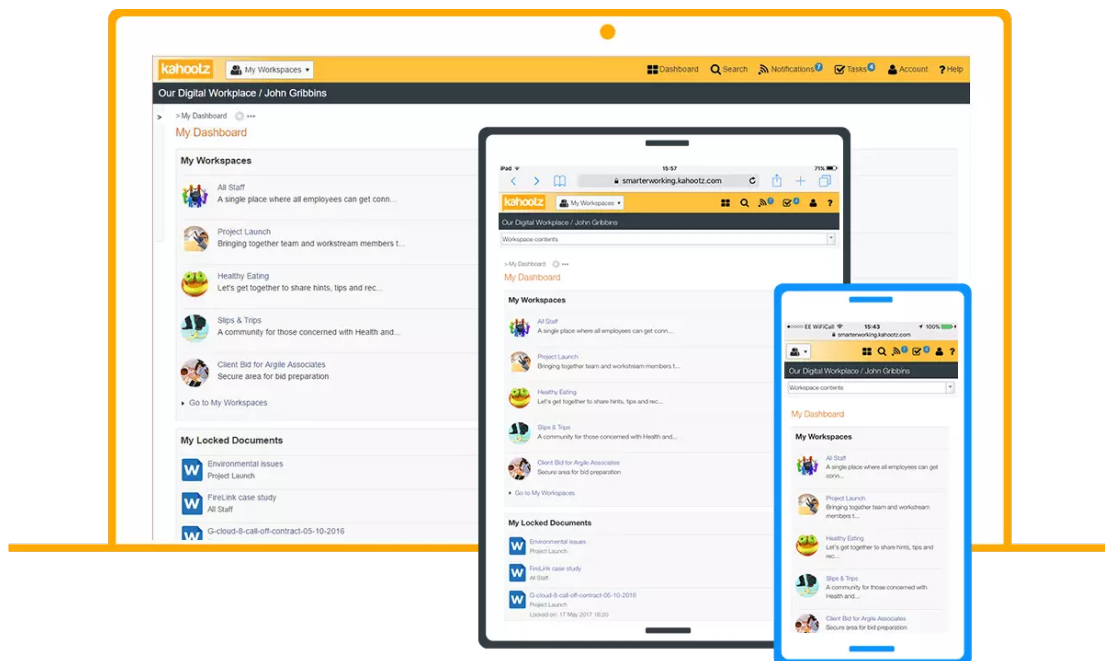 kahootz My Workspaces Dashboard Search Notifications 7 Tasks 4 Account ? Help
Our Digital Workplace / John Gribbins
> >My Dashboard
My Dashboard
My Workspaces
All Staff
A single place where all employees can get conn...
Project Launch
Bringing together team and workstream members t...
Healthy Eating
Let's get together to share hints, tips and rec...
Slips & Trips
A community for those concerned with Health and...
Client Bid for Argile Associates
Secure area for bid preparation
Go to My Workspaces
My Locked Documents
W Environmental issues
Project Launch
W FireLink case study
All Staff
W G-cloud-8-call-off-contract-05-10-2016
iPad 15:57 71%
smarterworking.kahootz.com
kahootz My Workspaces ?
Our Digital Workplace / John Gribbins
Workspace contents
>My Dashboard
My Dashboard
My Workspaces
All Staff
A single place where all employees can get conn...
Project Launch
Bringing together team and workstream members t...
Healthy Eating
Let's get together to share hints, tips and rec...
Slips & Trips
A community for those concerned with Health and...
Client Bid for Argile Associates
Secure area for bid preparation
Go to My Workspaces
My Locked Documents
W Environmental issues
Project Launch
W FireLink case study
All Staff
W G-cloud-8-call-off-contract-05-10-2016
Project Launch
Locked on: 17 May 2017 16:20
EE WiFiCall 15:43 100%
smarterworking.kahootz.com
?
Our Digital Workplace / John Gribbins
Workspace contents
My Dashboard
My Workspaces
All Staff
A single place where all employees can get
conn...
Project Launch
Bringing together team and workstream
members t...
Healthy Eating
Let's get together to share hints, tips and
rec...
Slips & Trips
A community for those concerned with
Health and...
Client Bid for Argile Associates
Secure area for bid preparation